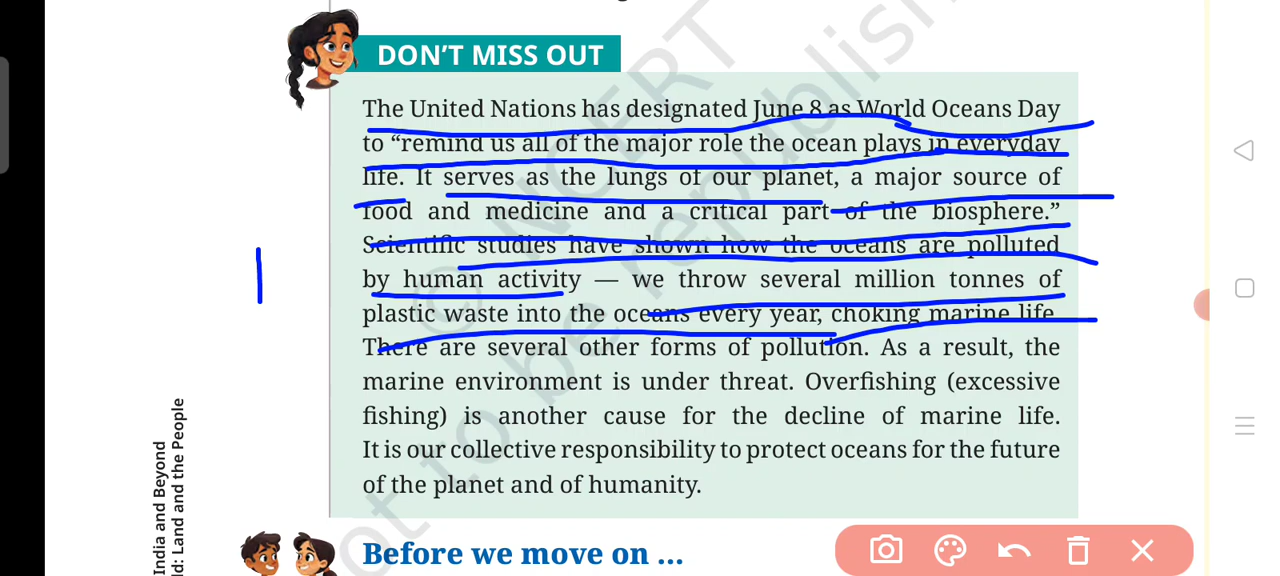 DON'T MISS OUT
The United Nations has designated June 8 as World Oceans Day
to “remind us all of the major role the ocean plays in everyday
life. It serves as the lungs of our planet, a major source of
food and medicine and a critical part of the biosphere.”
Scientific studies have shown how the oceans are polluted
by human activity — we throw several million tonnes of
plastic waste into the oceans every year, choking marine life.
There are several other forms of pollution. As a result, the
marine environment is under threat. Overfishing (excessive
fishing) is another cause for the decline of marine life.
It is our collective responsibility to protect oceans for the future
of the planet and of humanity.
Before we move on ...
India and Beyond
ld: Land and the People
© NCERT
not to be republish